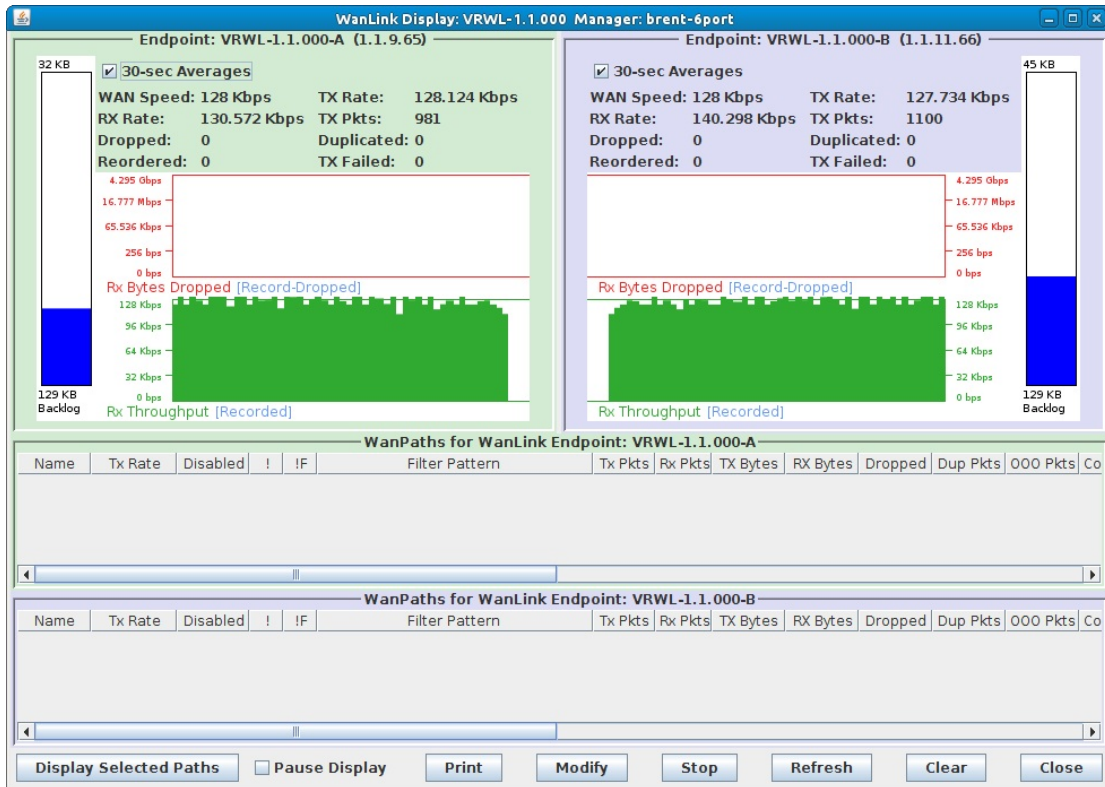 WanLink Display: VRWL-1.1.000 Manager: brent-6port
Endpoint: VRWL-1.1.000-A (1.1.9.65)
32 KB
30-sec Averages
WAN Speed: 128 Kbps TX Rate: 128.124 Kbps
RX Rate: 130.572 Kbps TX Pkts: 981
Dropped: 0 Duplicated: 0
Reordered: 0 TX Failed: 0
4.295 Gbps
16.777 Mbps
65.536 Kbps
256 bps
0 bps
Rx Bytes Dropped [Record-Dropped]
128 Kbps
96 Kbps
64 Kbps
32 Kbps
0 bps
129 KB
Backlog
Rx Throughput [Recorded]
Endpoint: VRWL-1.1.000-B (1.1.11.66)
45 KB
30-sec Averages
WAN Speed: 128 Kbps TX Rate: 127.734 Kbps
RX Rate: 140.298 Kbps TX Pkts: 1100
Dropped: 0 Duplicated: 0
Reordered: 0 TX Failed: 0
4.295 Gbps
16.777 Mbps
65.536 Kbps
256 bps
0 bps
Rx Bytes Dropped [Record-Dropped]
128 Kbps
96 Kbps
64 Kbps
32 Kbps
0 bps
129 KB
Backlog
Rx Throughput [Recorded]
WanPaths for WanLink Endpoint: VRWL-1.1.000-A
Name Tx Rate Disabled ! !F Filter Pattern Tx Pkts Rx Pkts TX Bytes RX Bytes Dropped Dup Pkts OOO Pkts Co
WanPaths for WanLink Endpoint: VRWL-1.1.000-B
Name Tx Rate Disabled ! !F Filter Pattern Tx Pkts Rx Pkts TX Bytes RX Bytes Dropped Dup Pkts OOO Pkts Co
Display Selected Paths Pause Display Print Modify Stop Refresh Clear Close